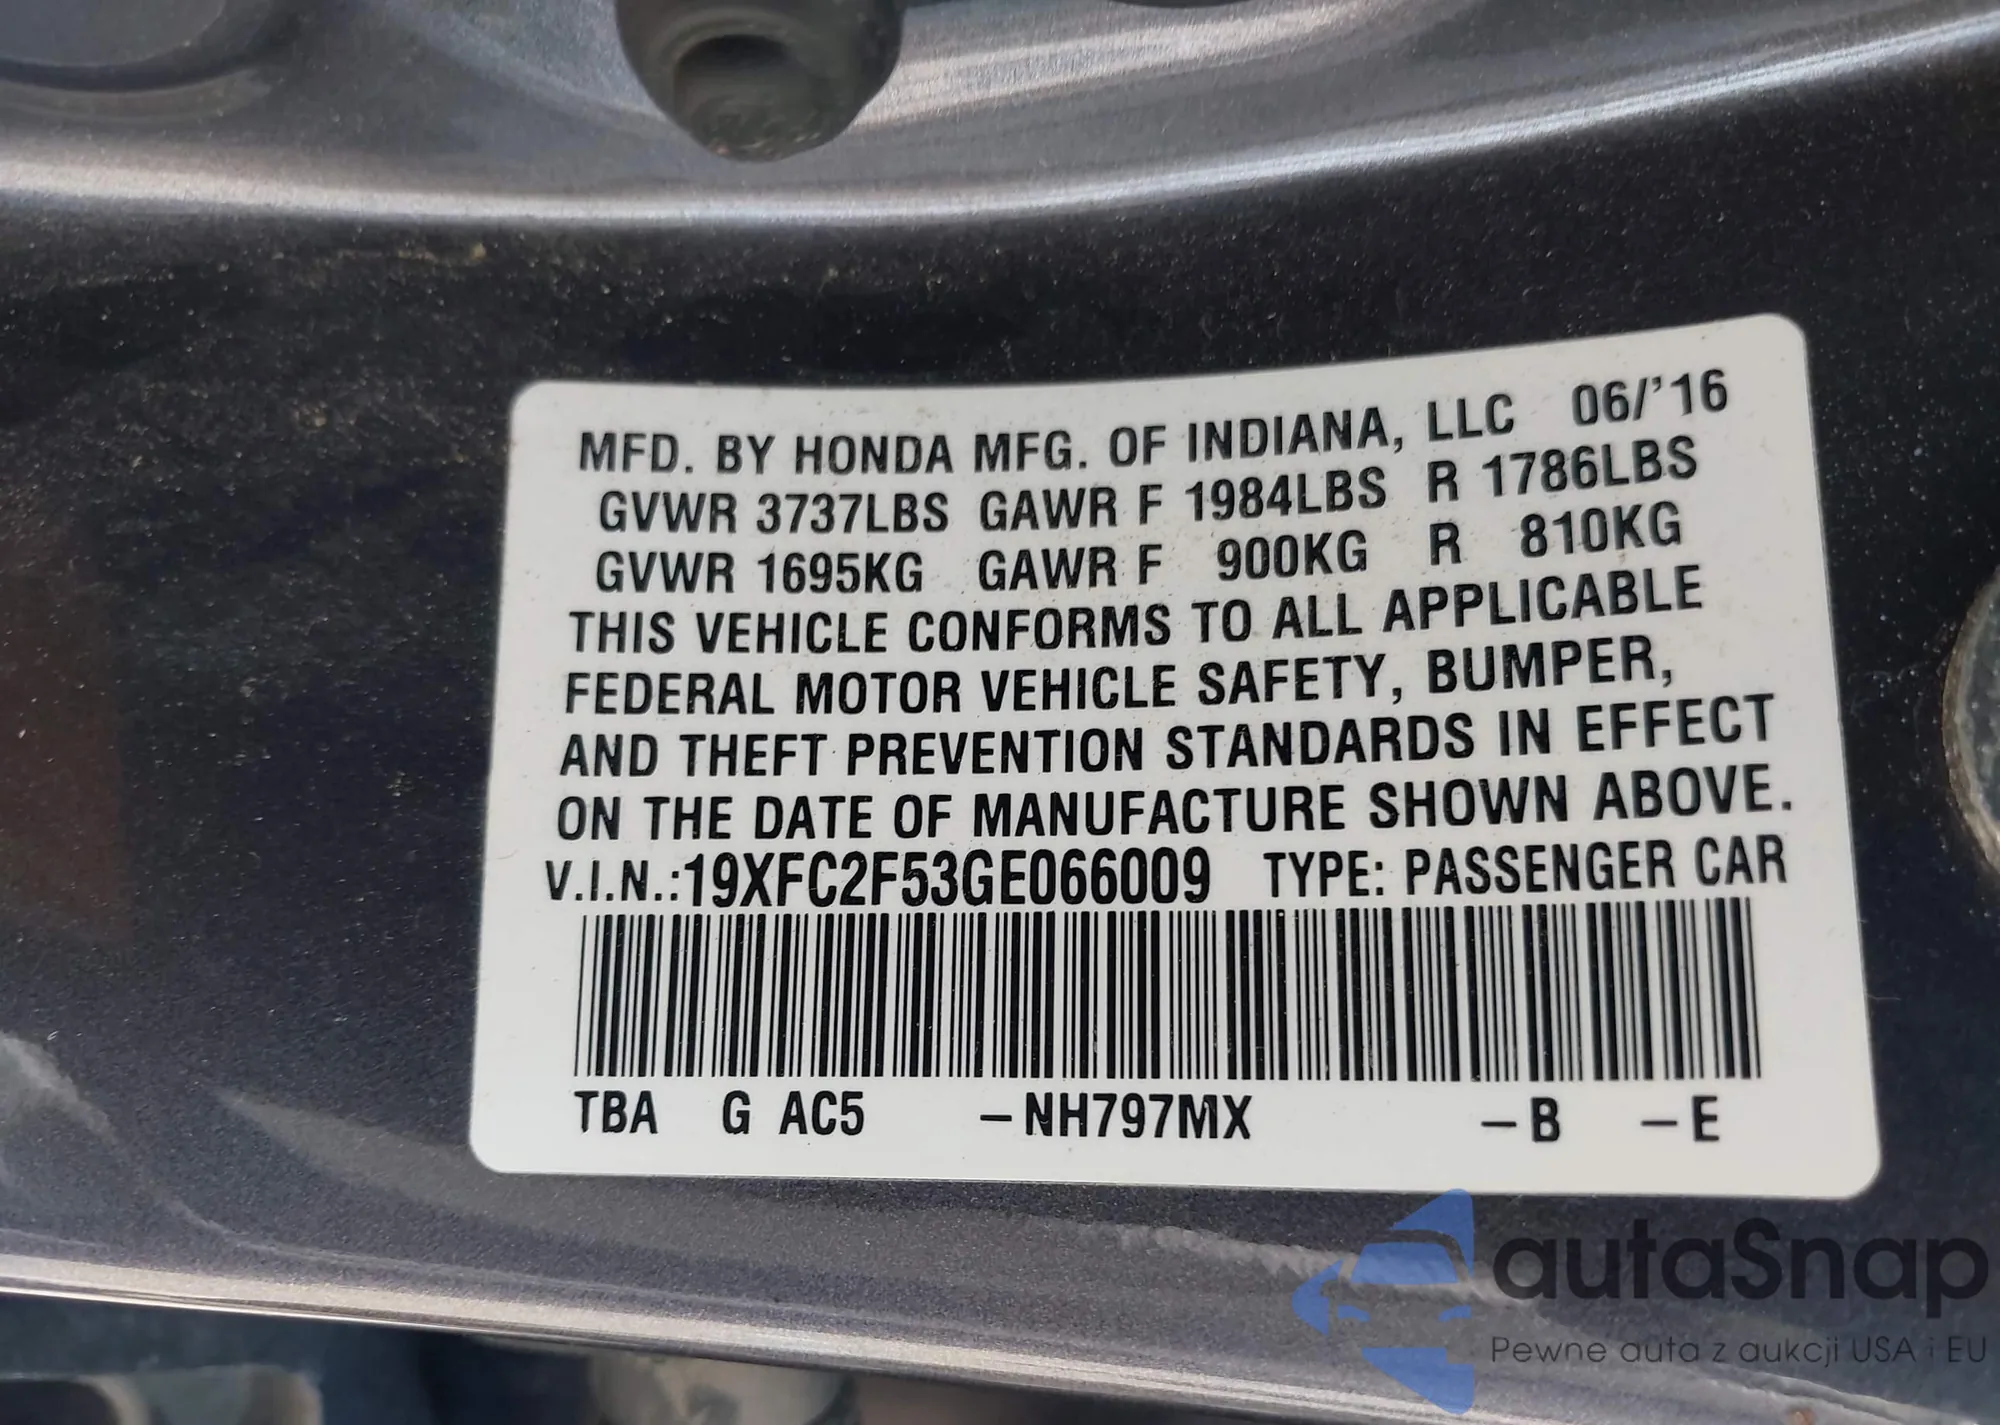 MFD. BY HONDA MFG. OF INDIANA, LLC 06/'16
GVWR 3737LBS GAWR F 1984LBS R 1786LBS
GVWR 1695KG GAWR F 900KG R 810KG
THIS VEHICLE CONFORMS TO ALL APPLICABLE
FEDERAL MOTOR VEHICLE SAFETY, BUMPER,
AND THEFT PREVENTION STANDARDS IN EFFECT
ON THE DATE OF MANUFACTURE SHOWN ABOVE.
V.I.N.:19XFC2F53GE066009 TYPE: PASSENGER CAR
TBA G AC5 –NH797MX –B –E
autaSnap
Pewne auta z aukcji USA i EU